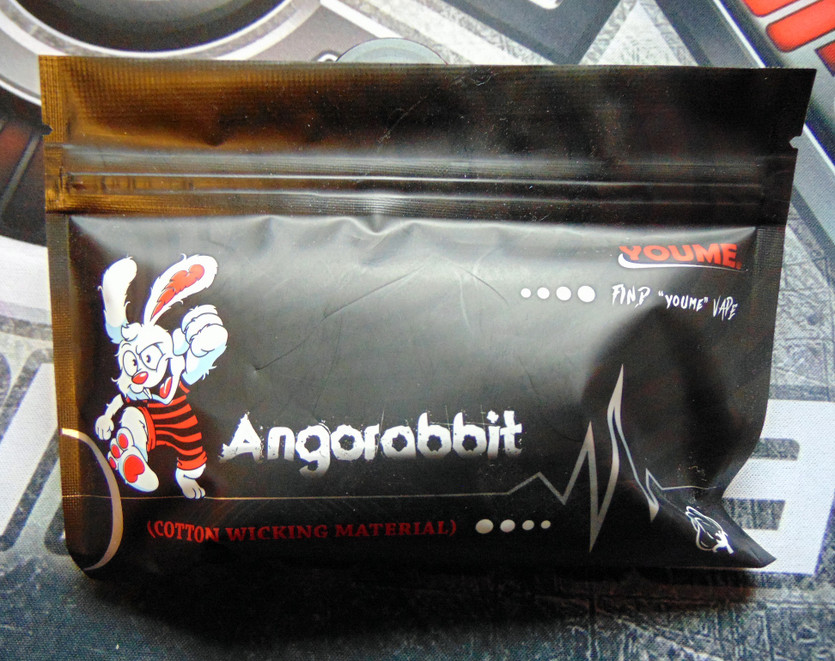 YOUME
FIND "YOUME" VAPE
Angorabbit
(COTTON WICKING MATERIAL)